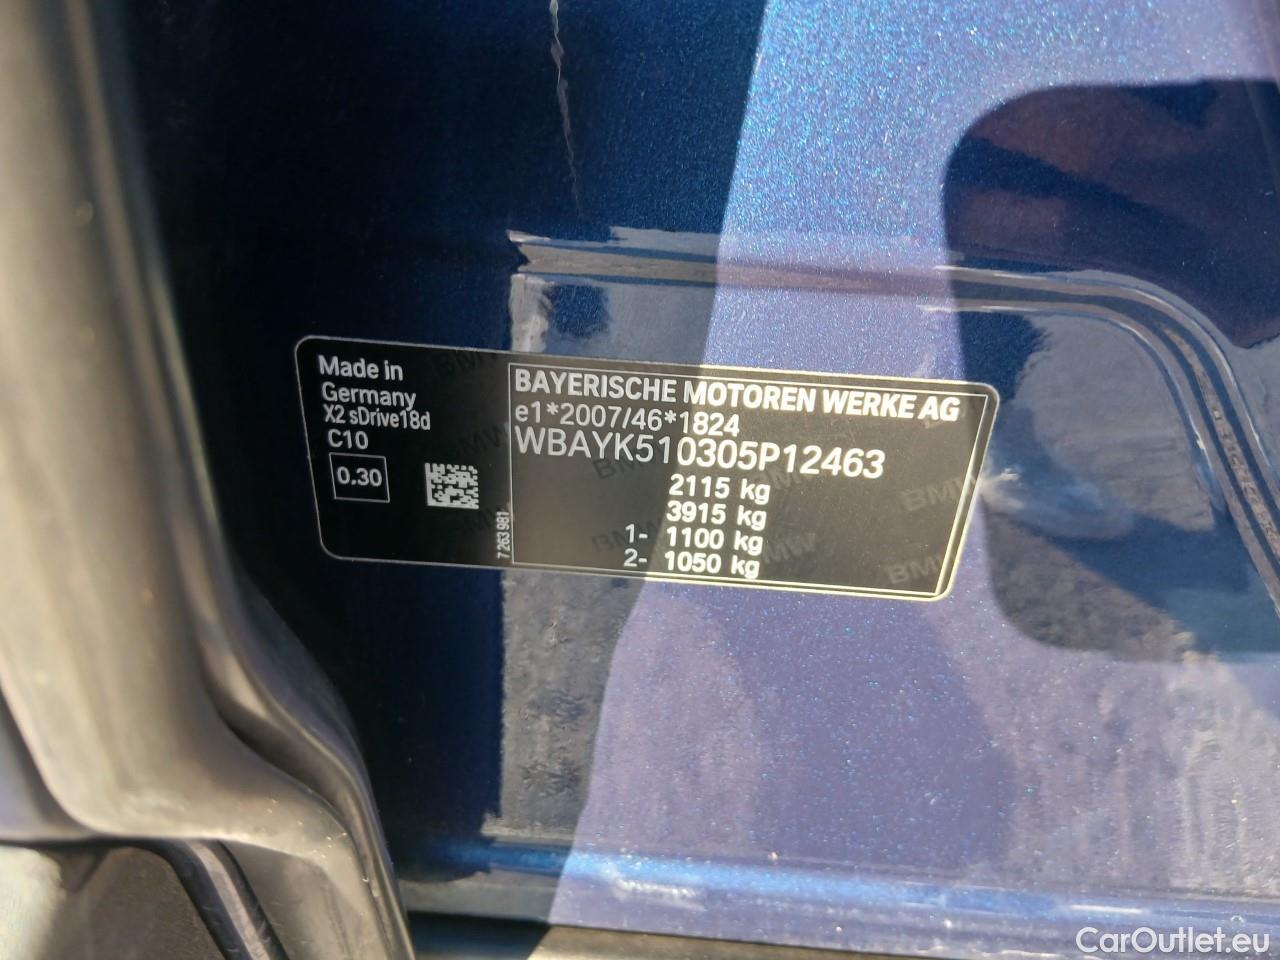 Made in
Germany
X2 sDrive18d
C10
0.30
7 263 981
BAYERISCHE MOTOREN WERKE AG
e1*2007/46*1824
WBAYK510305P12463
2115 kg
3915 kg
1- 1100 kg
2- 1050 kg
BMW
CarOutlet.eu